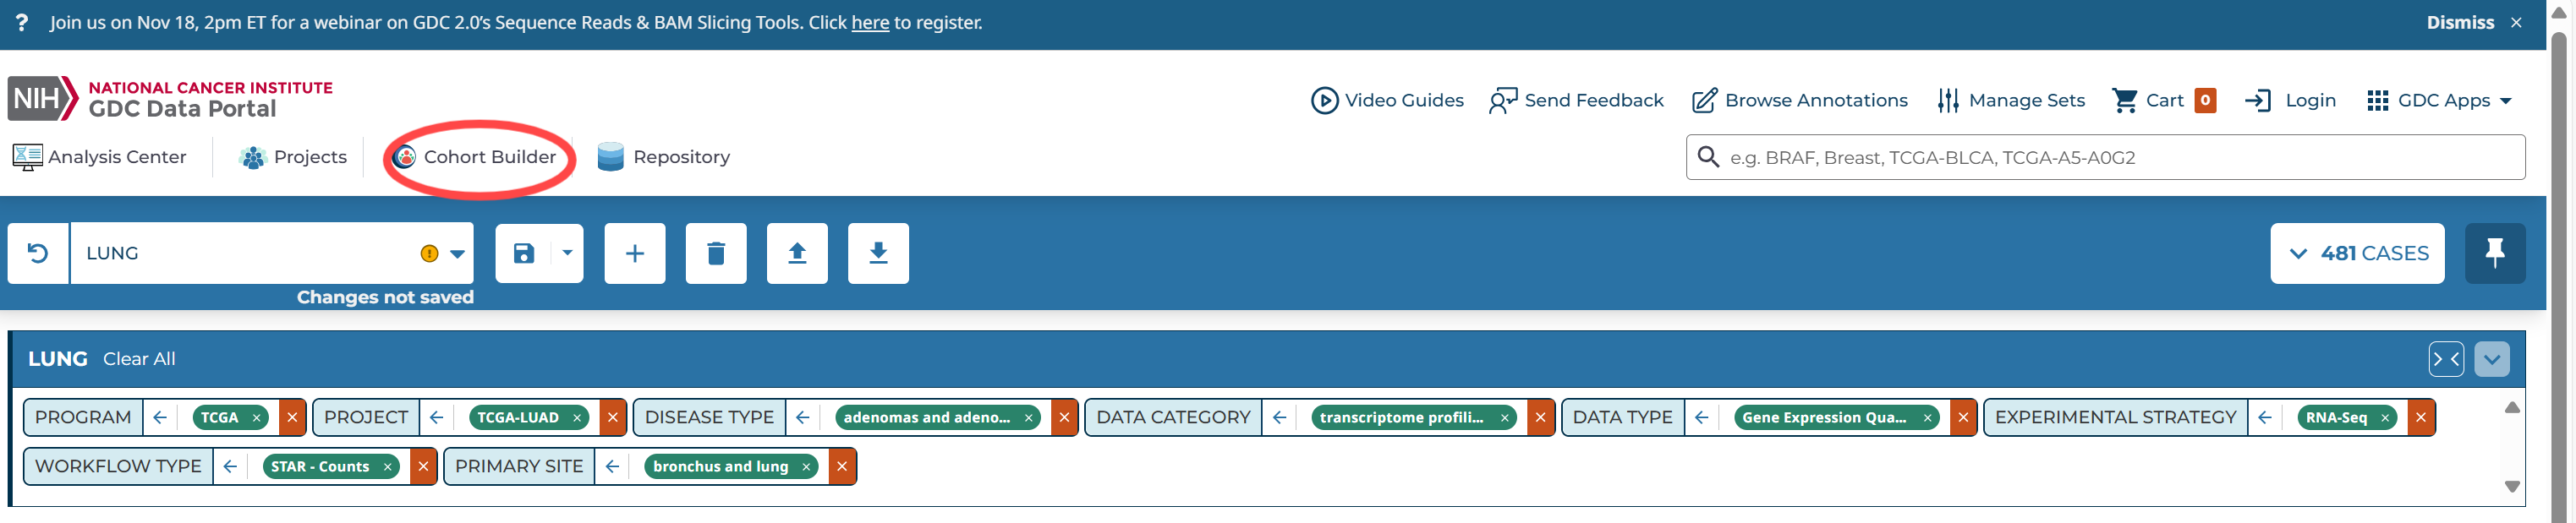 ? Join us on Nov 18, 2pm ET for a webinar on GDC 2.0's Sequence Reads & BAM Slicing Tools. Click here to register. Dismiss ×
NIH NATIONAL CANCER INSTITUTE
GDC Data Portal
Video Guides Send Feedback Browse Annotations Manage Sets Cart 0 Login GDC Apps
Analysis Center Projects Cohort Builder Repository e.g. BRAF, Breast, TCGA-BLCA, TCGA-A5-A0G2
LUNG 481 CASES
Changes not saved
LUNG Clear All
PROGRAM TCGA × × PROJECT TCGA-LUAD × × DISEASE TYPE adenomas and adeno... × × DATA CATEGORY transcriptome profili... × × DATA TYPE Gene Expression Qua... × × EXPERIMENTAL STRATEGY RNA-Seq × ×
WORKFLOW TYPE STAR - Counts × × PRIMARY SITE bronchus and lung × ×